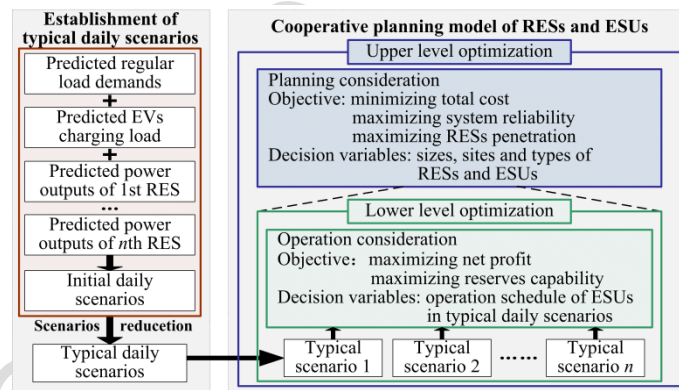 Establishment of
typical daily scenarios
Predicted regular
load demands
+
Predicted EVs
charging load
+
Predicted power
outputs of 1st RES
...
Predicted power
outputs of nth RES
Initial daily
scenarios
Scenarios reducetion
Typical daily
scenarios
Cooperative planning model of RESs and ESUs
Upper level optimization
Planning consideration
Objective: minimizing total cost
maximizing system reliability
maximizing RESs penetration
Decision variables: sizes, sites and types of
RESs and ESUs
Lower level optimization
Operation consideration
Objective: maximizing net profit
maximizing reserves capability
Decision variables: operation schedule of ESUs
in typical daily scenarios
Typical
scenario 1
Typical
scenario 2
......
Typical
scenario n